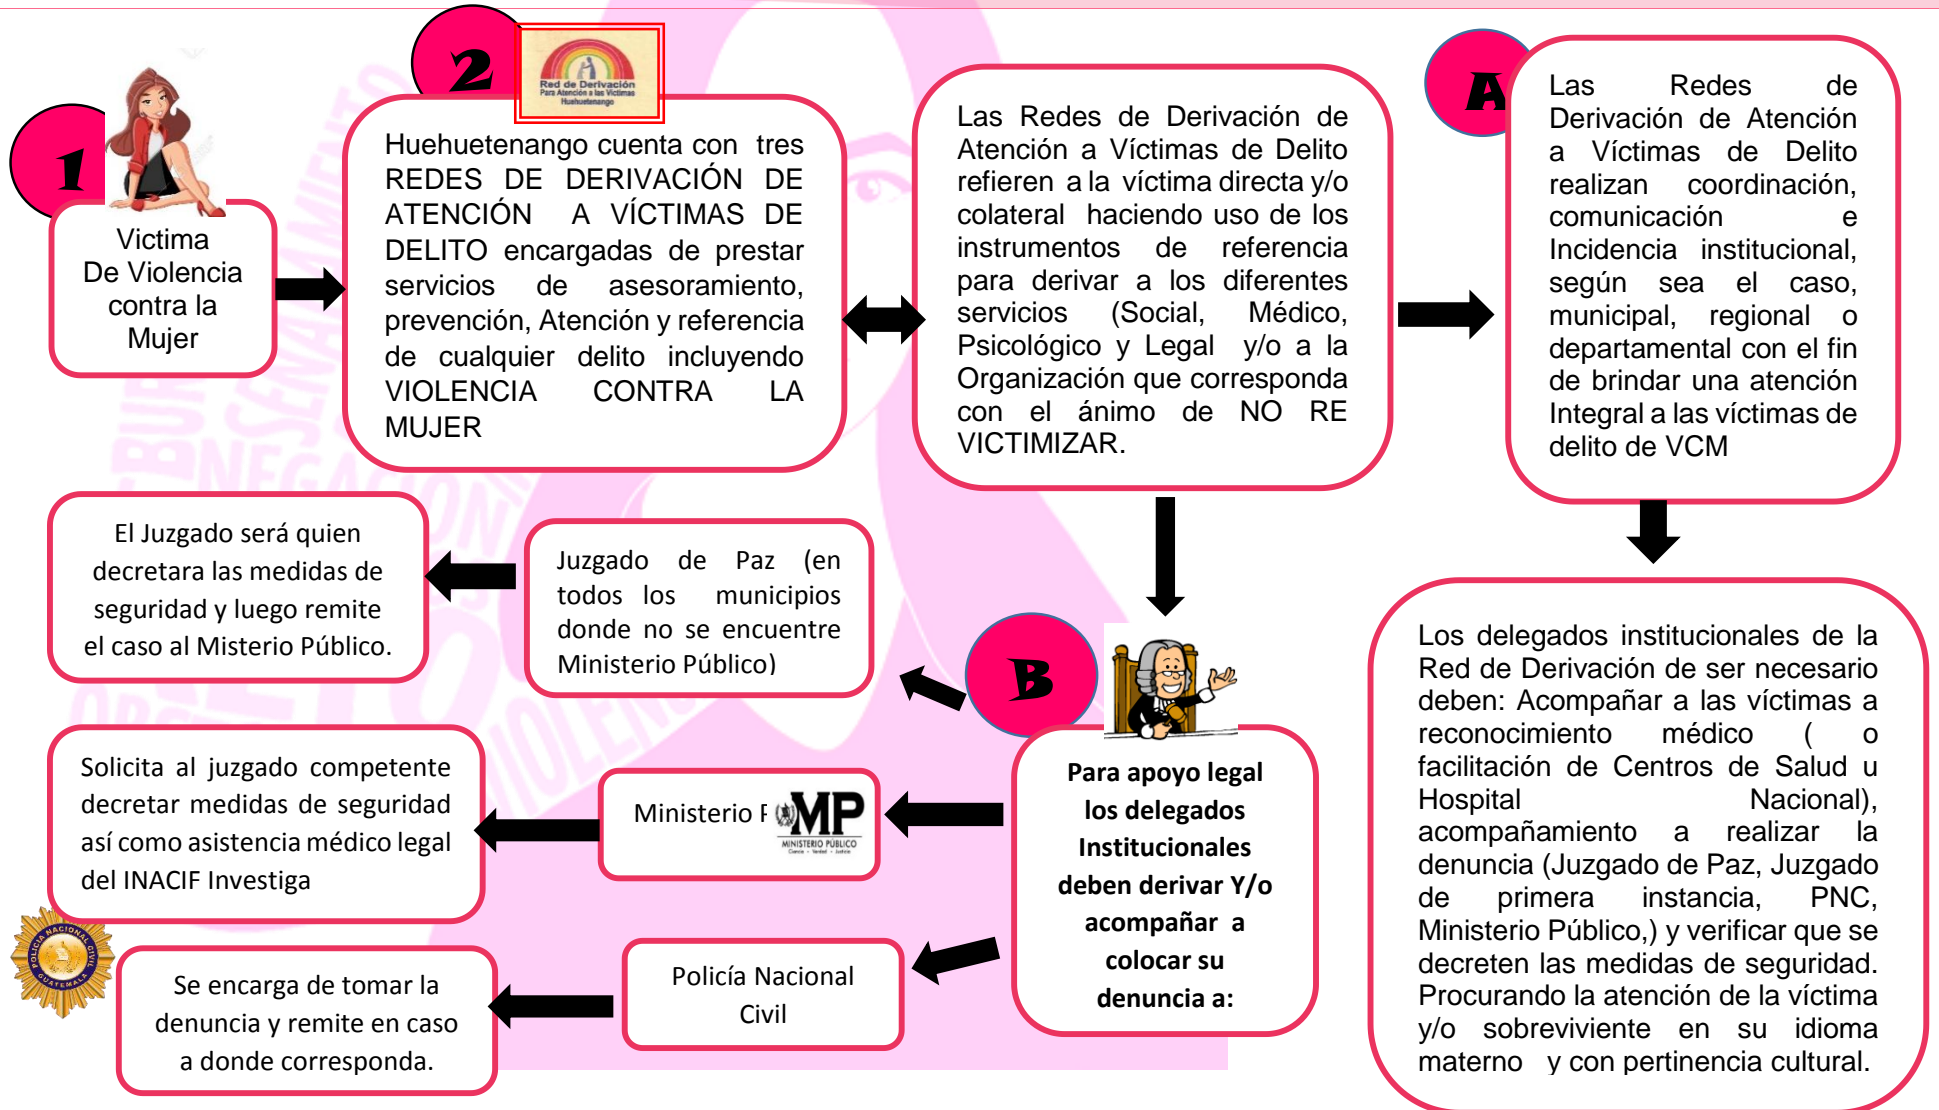 1
Victima
De Violencia
contra la
Mujer
2
Red de Derivación
Para Atención a las Víctimas
Huehuetenango
Huehuetenango cuenta con tres
REDES DE DERIVACIÓN DE
ATENCIÓN A VÍCTIMAS DE
DELITO encargadas de prestar
servicios de asesoramiento,
prevención, Atención y referencia
de cualquier delito incluyendo
VIOLENCIA CONTRA LA
MUJER
Las Redes de Derivación de
Atención a Víctimas de Delito
refieren a la víctima directa y/o
colateral haciendo uso de los
instrumentos de referencia
para derivar a los diferentes
servicios (Social, Médico,
Psicológico y Legal y/o a la
Organización que corresponda
con el ánimo de NO RE
VICTIMIZAR.
A
Las Redes de
Derivación de Atención
a Víctimas de Delito
realizan coordinación,
comunicación e
Incidencia institucional,
según sea el caso,
municipal, regional o
departamental con el fin
de brindar una atención
Integral a las víctimas de
delito de VCM
Los delegados institucionales de la
Red de Derivación de ser necesario
deben: Acompañar a las víctimas a
reconocimiento médico ( o
facilitación de Centros de Salud u
Hospital Nacional),
acompañamiento a realizar la
denuncia (Juzgado de Paz, Juzgado
de primera instancia, PNC,
Ministerio Público,) y verificar que se
decreten las medidas de seguridad.
Procurando la atención de la víctima
y/o sobreviviente en su idioma
materno y con pertinencia cultural.
B
Para apoyo legal
los delegados
Institucionales
deben derivar Y/o
acompañar a
colocar su
denuncia a:
Juzgado de Paz (en
todos los municipios
donde no se encuentre
Ministerio Público)
El Juzgado será quien
decretara las medidas de
seguridad y luego remite
el caso al Misterio Público.
Ministerio P
MP
MINISTERIO PÚBLICO
Solicita al juzgado competente
decretar medidas de seguridad
así como asistencia médico legal
del INACIF Investiga
Policía Nacional
Civil
POLICIA NACIONAL CIVIL
GUATEMALA
Se encarga de tomar la
denuncia y remite en caso
a donde corresponda.
NEGACION